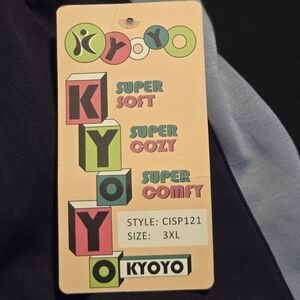 KYOYO
K SUPER SOFT
Y SUPER COZY
O SUPER COMFY
Y STYLE: CISP121
SIZE: 3XL
O KYOYO